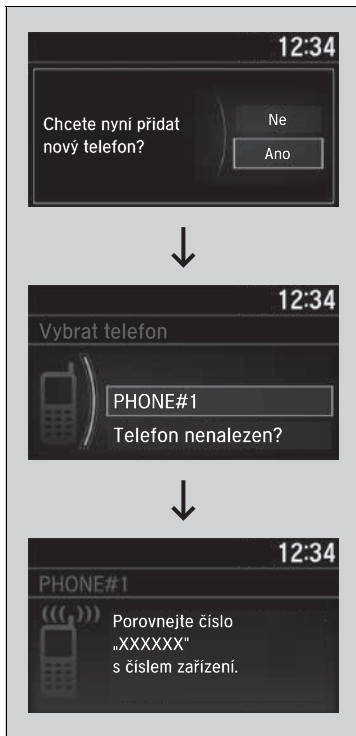 12:34
Chcete nyní přidat
nový telefon?
Ne
Ano
12:34
Vybrat telefon
PHONE#1
Telefon nenalezen?
12:34
PHONE#1
Porovnejte číslo
„XXXXXX"
s číslem zařízení.